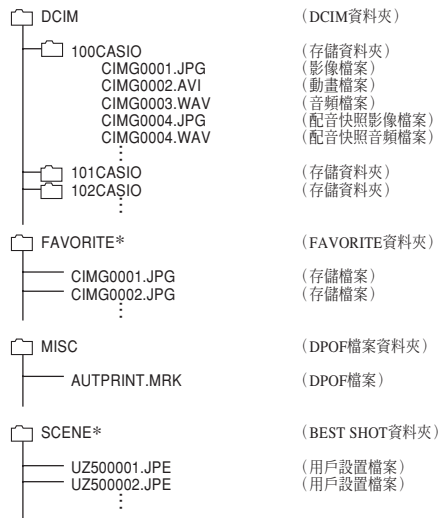 DCIM （DCIM資料夾）
100CASIO （存儲資料夾）
CIMG0001.JPG （影像檔案）
CIMG0002.AVI （動畫檔案）
CIMG0003.WAV （音頻檔案）
CIMG0004.JPG （配音快照影像檔案）
CIMG0004.WAV （配音快照音頻檔案）
101CASIO （存儲資料夾）
102CASIO （存儲資料夾）
FAVORITE* （FAVORITE資料夾）
CIMG0001.JPG （存儲檔案）
CIMG0002.JPG （存儲檔案）
MISC （DPOF檔案資料夾）
AUTPRINT.MRK （DPOF檔案）
SCENE* （BEST SHOT資料夾）
UZ500001.JPE （用戶設置檔案）
UZ500002.JPE （用戶設置檔案）